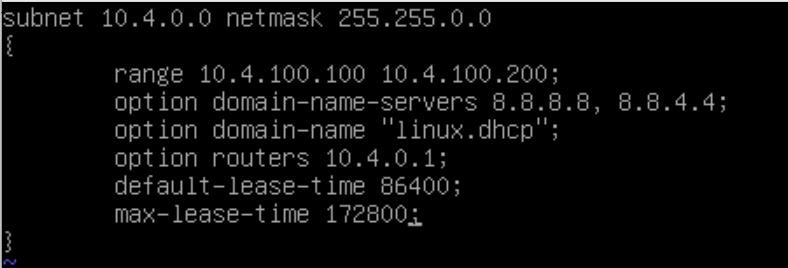 subnet 10.4.0.0 netmask 255.255.0.0
{
range 10.4.100.100 10.4.100.200;
option domain-name-servers 8.8.8.8, 8.8.4.4;
option domain-name "linux.dhcp";
option routers 10.4.0.1;
default-lease-time 86400;
max-lease-time 172800;
}
~